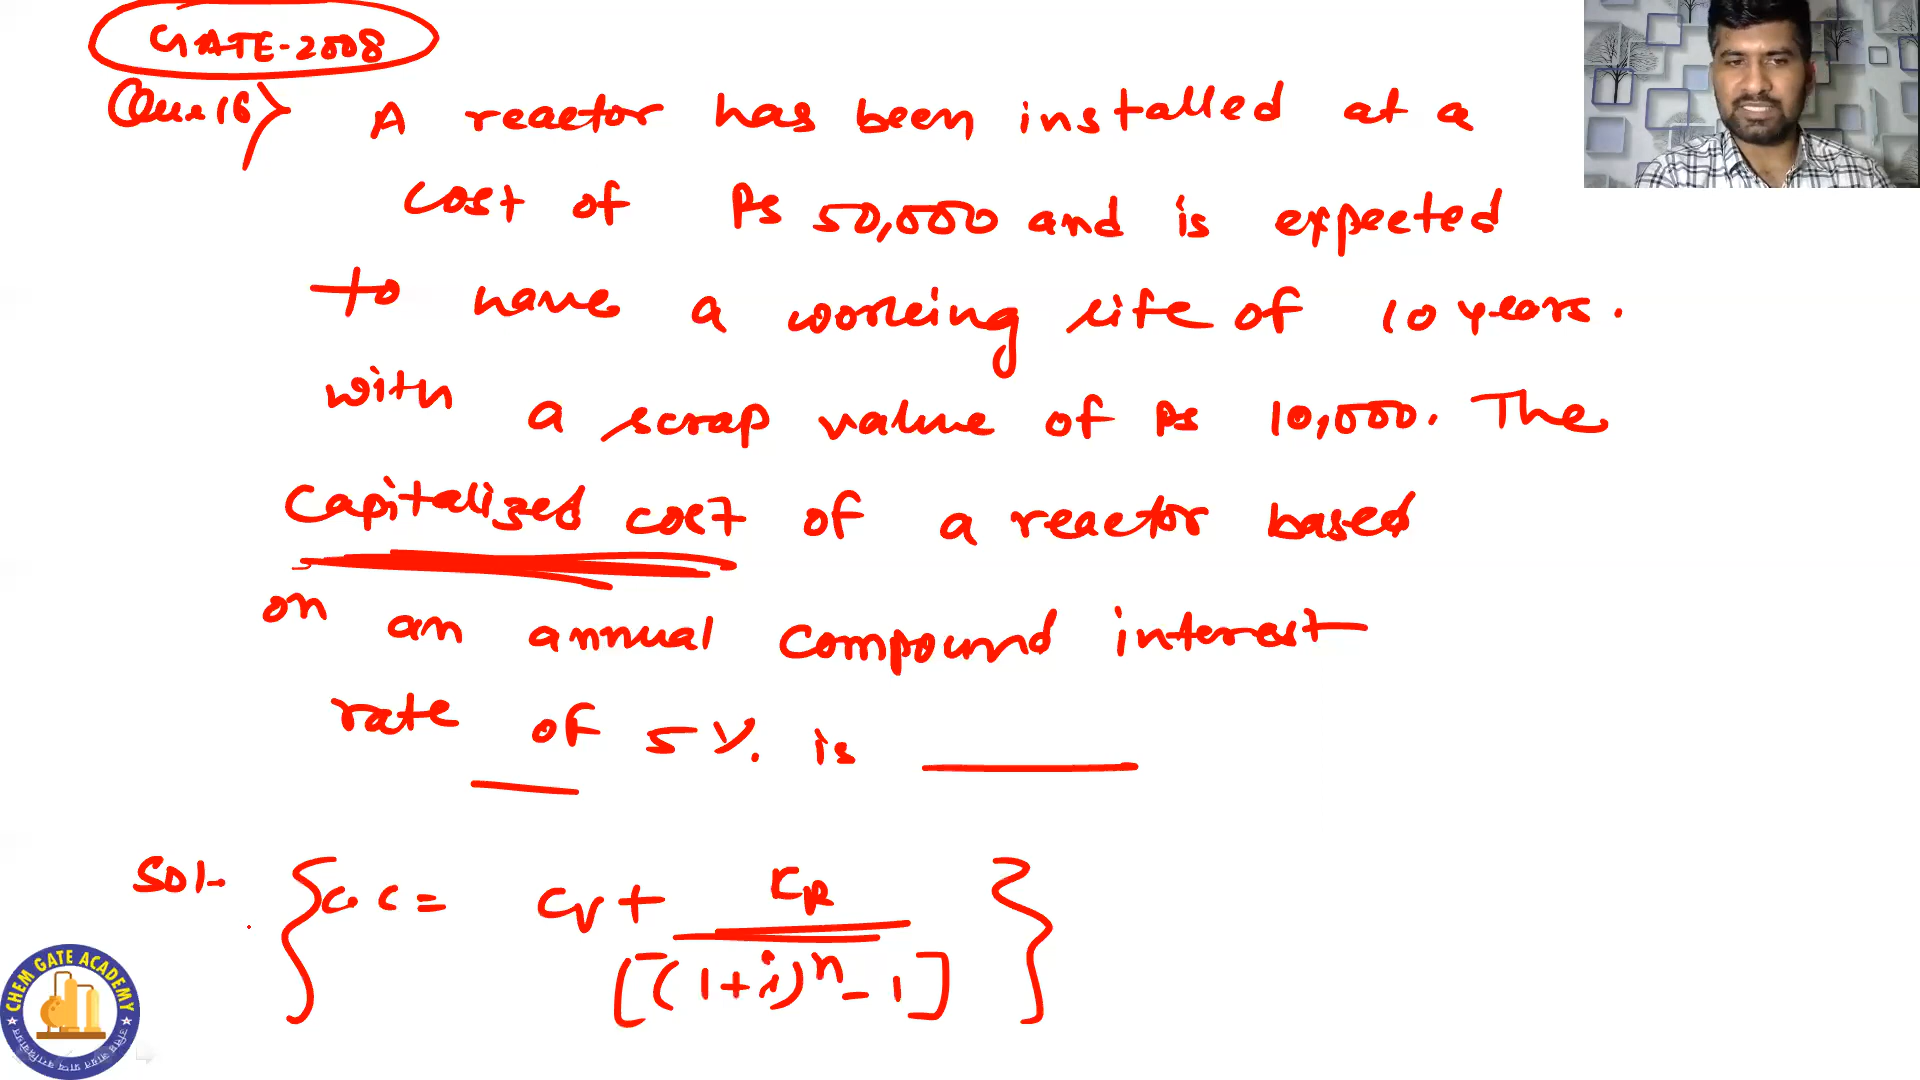 GATE-2008
Que 16> A reactor has been installed at a
cost of Rs 50,000 and is expected
to have a working life of 10 years.
with a scrap value of Rs 10,000. The
Capitalized cost of a reactor based
on an annual compound interest
rate of 5 %. is ______
Sol- { C C = Cv + CR / [(1+i)^n - 1] }
CHEM GATE ACADEMY